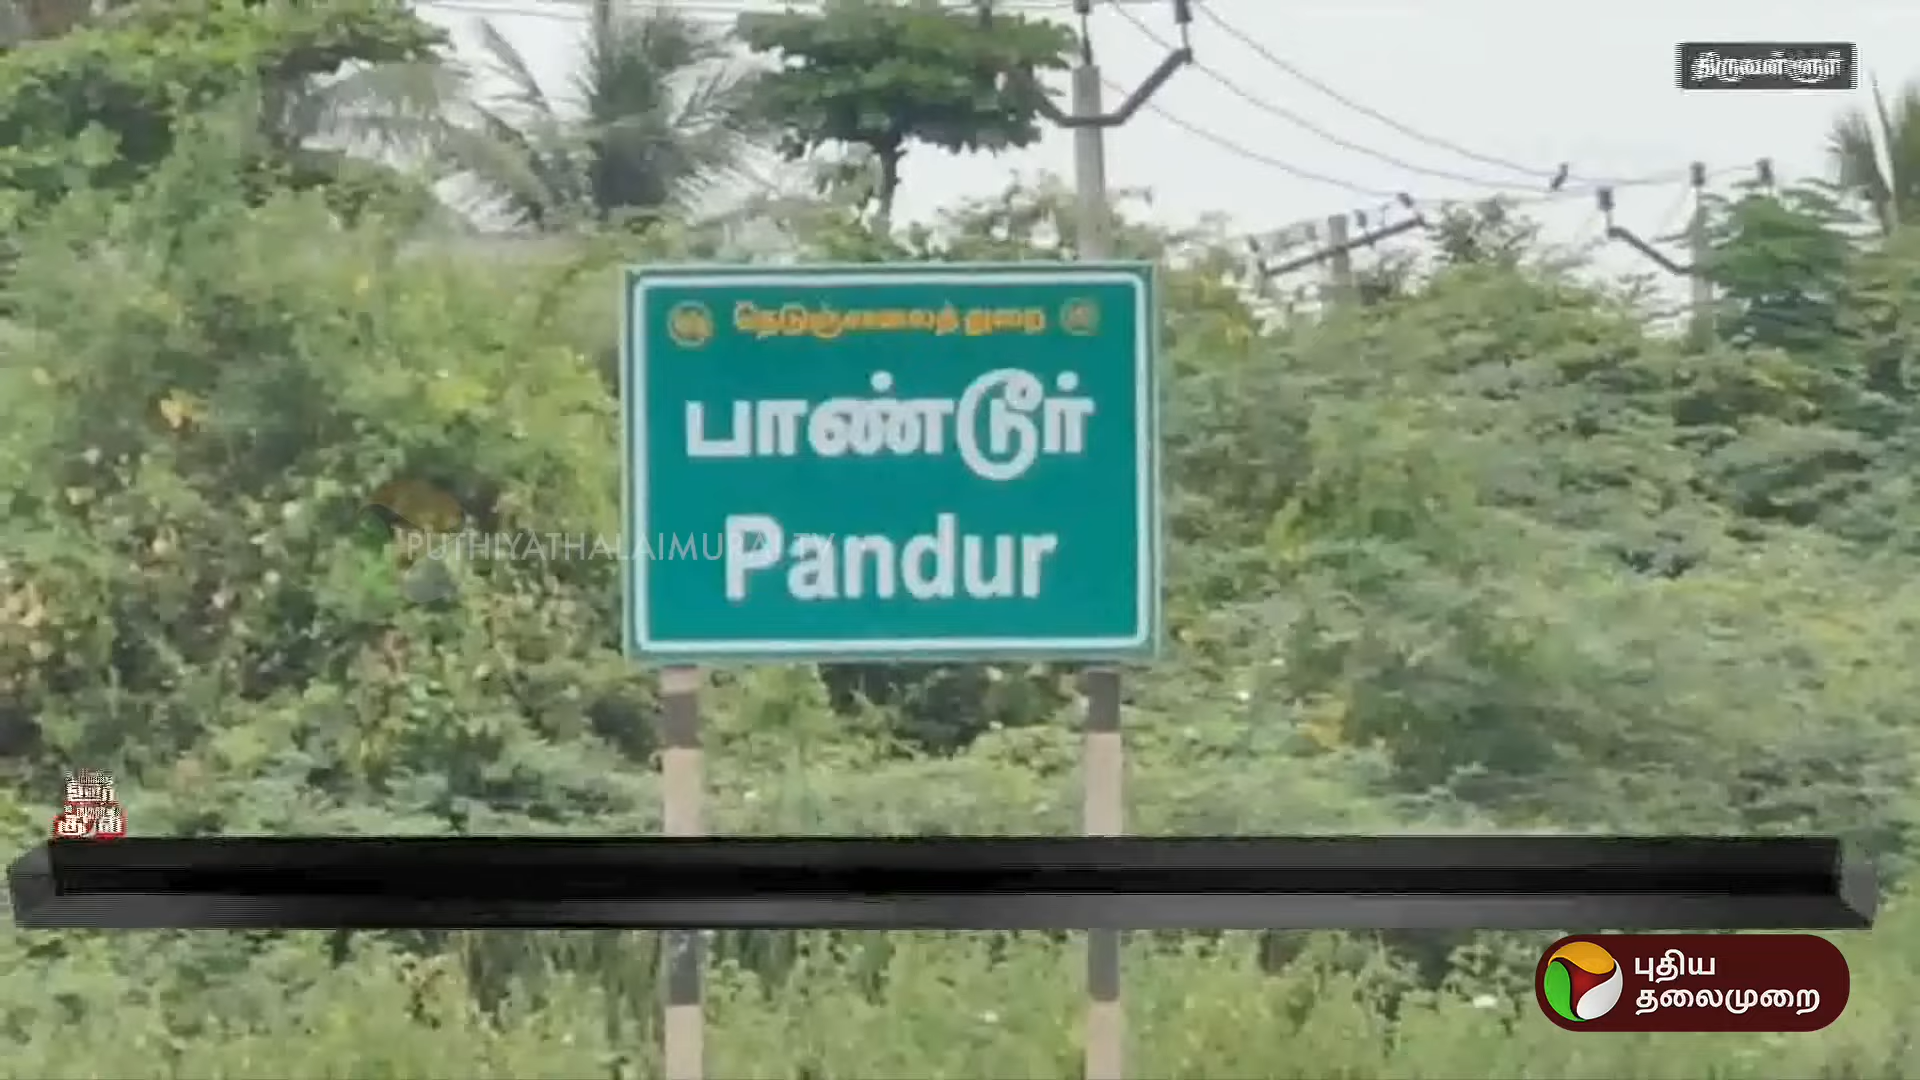 திருவள்ளூர்
நெடுஞ்சாலைத்துறை
பாண்டூர்
Pandur
PUTHIYATHALAIMURAI TV
புதிய
தலைமுறை